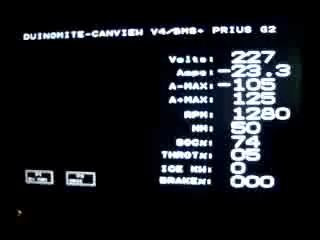 DUINOMITE-CANVIEW V4/BMS+ PRIUS G2
Volts: 227
Amps: -23.3
A-MAX: -105
A+MAX: 125
RPM: 1280
NM: 50
SOC%: 74
THROT%: 05
ICE KW: 0
BRAKE%: 000